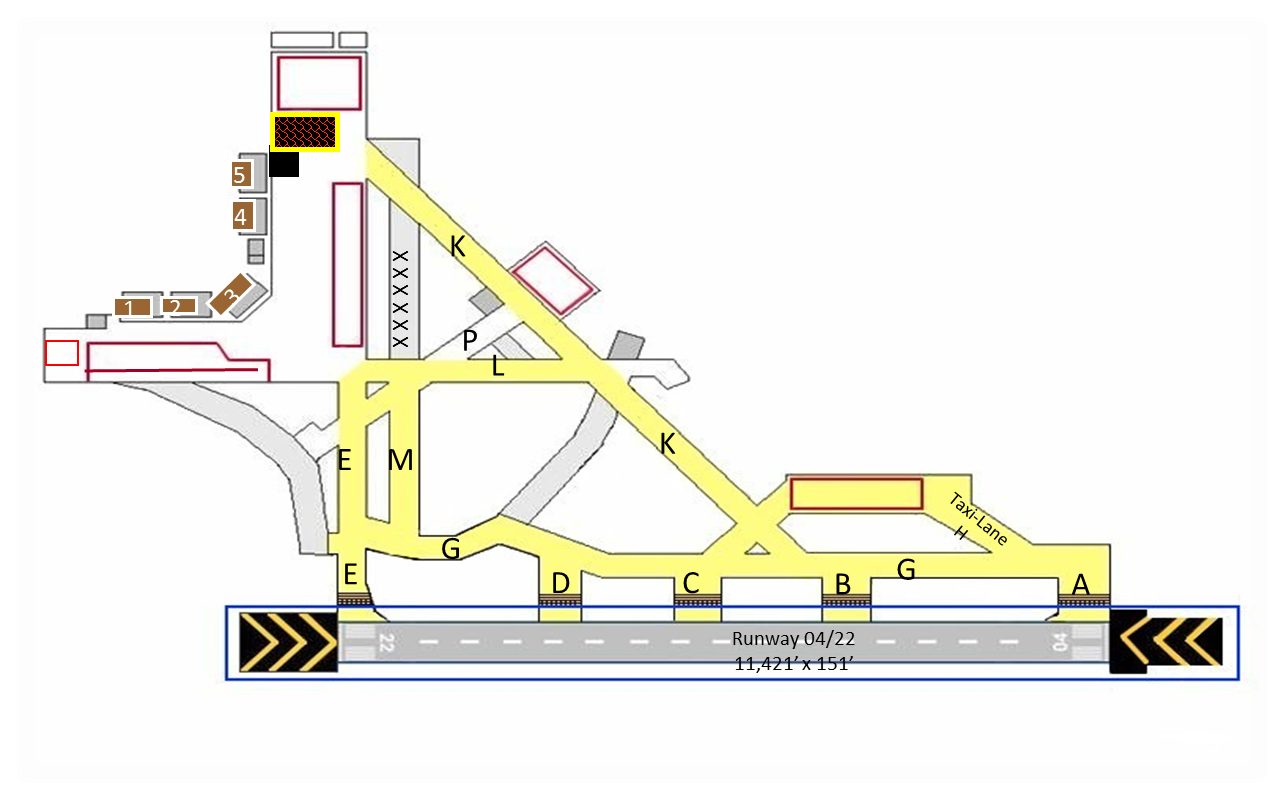 5
4
K
3
1
2
XXXXXX
P
L
K
E
M
Taxi-Lane
H
G
G
E
D
C
B
A
22
Runway 04/22
04
11,421’ x 151’